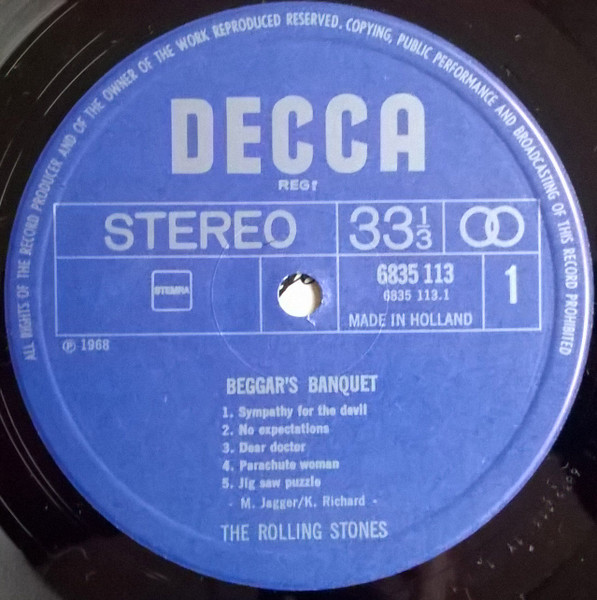 ALL RIGHTS OF THE RECORD PRODUCER AND OF THE OWNER OF THE WORK REPRODUCED RESERVED. COPYING, PUBLIC PERFORMANCE AND BROADCASTING OF THIS RECORD PROHIBITED
DECCA
REG!
STEREO 33 1/3
STEMRA 6835 113 1
6835 113.1
MADE IN HOLLAND
℗ 1968
BEGGAR'S BANQUET
1. Sympathy for the devil
2. No expectations
3. Dear doctor
4. Parachute woman
5. Jig saw puzzle
- M. Jagger/K. Richard -
THE ROLLING STONES